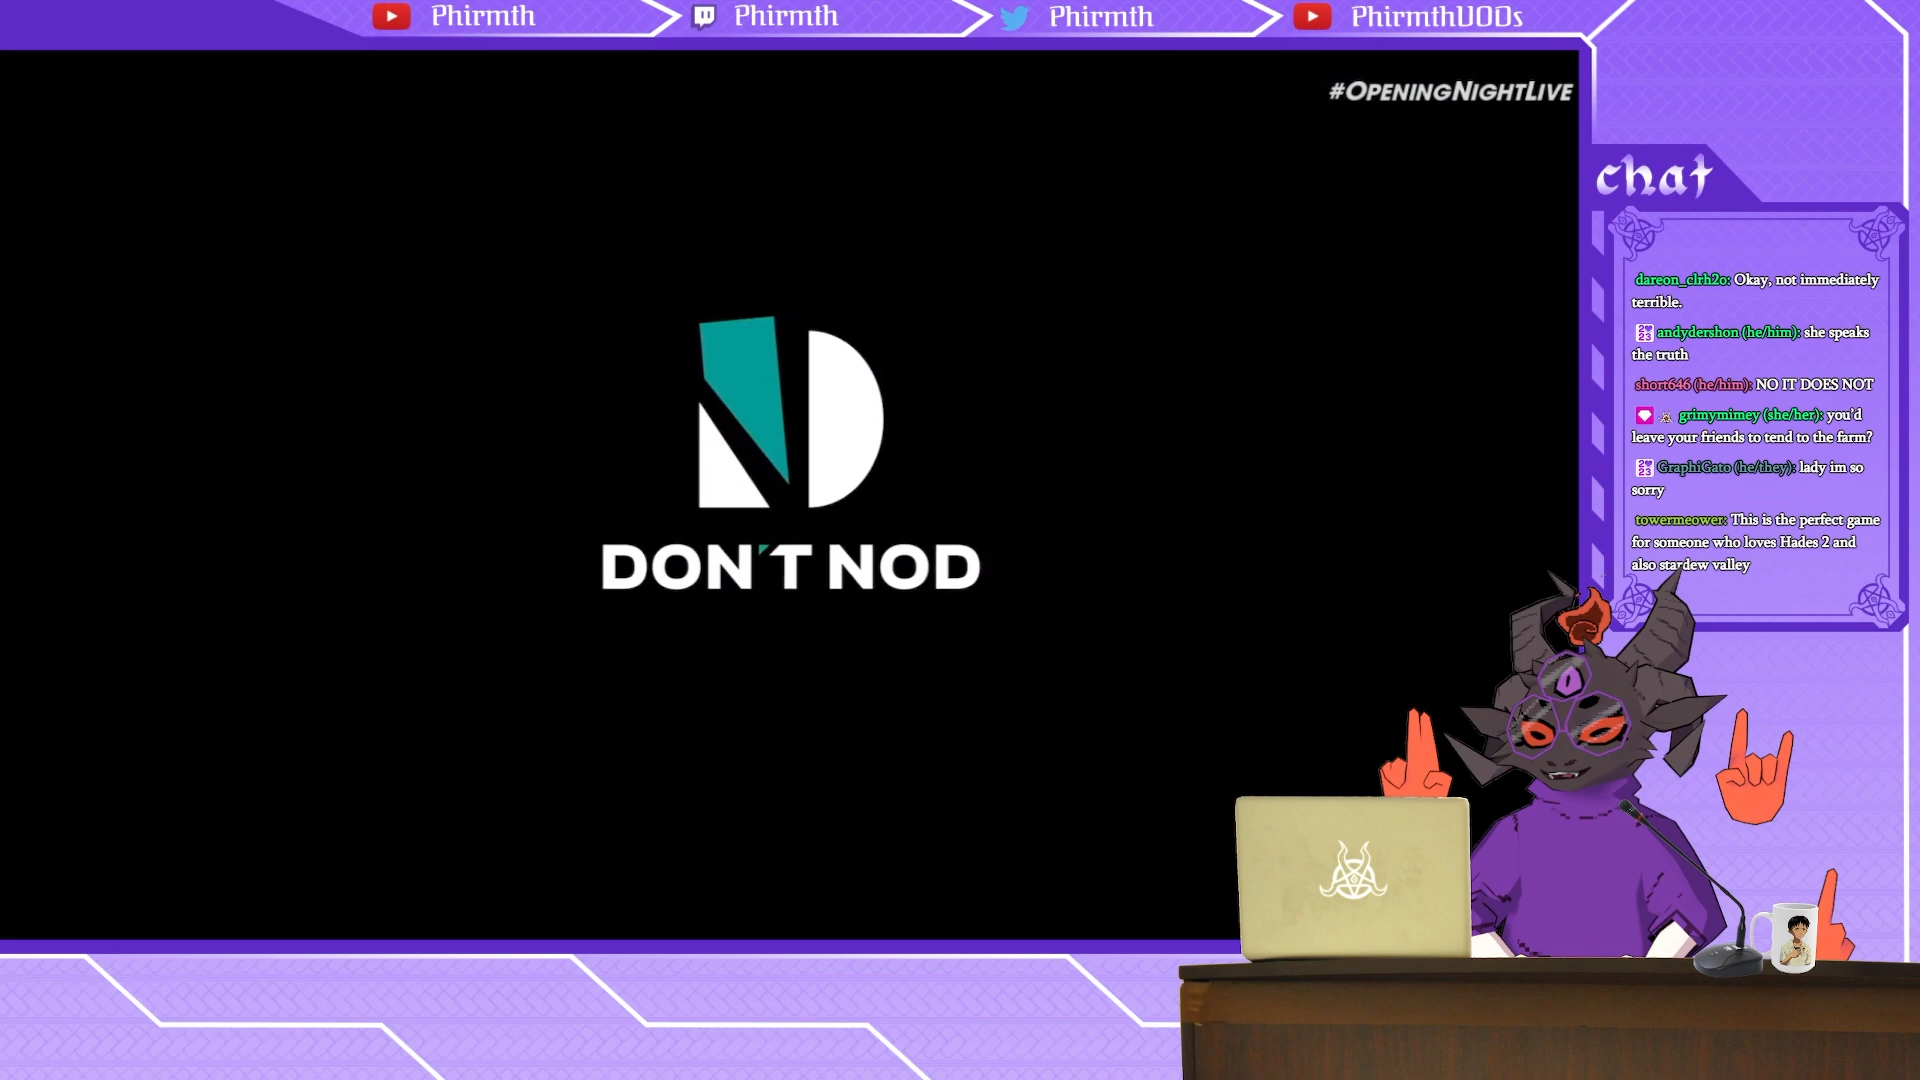 Phirmth
Phirmth
Phirmth
PhirmthVODs
#OPENINGNIGHTLIVE
DON'T NOD
chat
dareon_clrh2o: Okay, not immediately
terrible.
andydershon (he/him): she speaks
the truth
short646 (he/him): NO IT DOES NOT
grimymimey (she/her): you'd
leave your friends to tend to the farm?
GraphiGato (he/they): lady im so
sorry
towermeower: This is the perfect game
for someone who loves Hades 2 and
also stardew valley